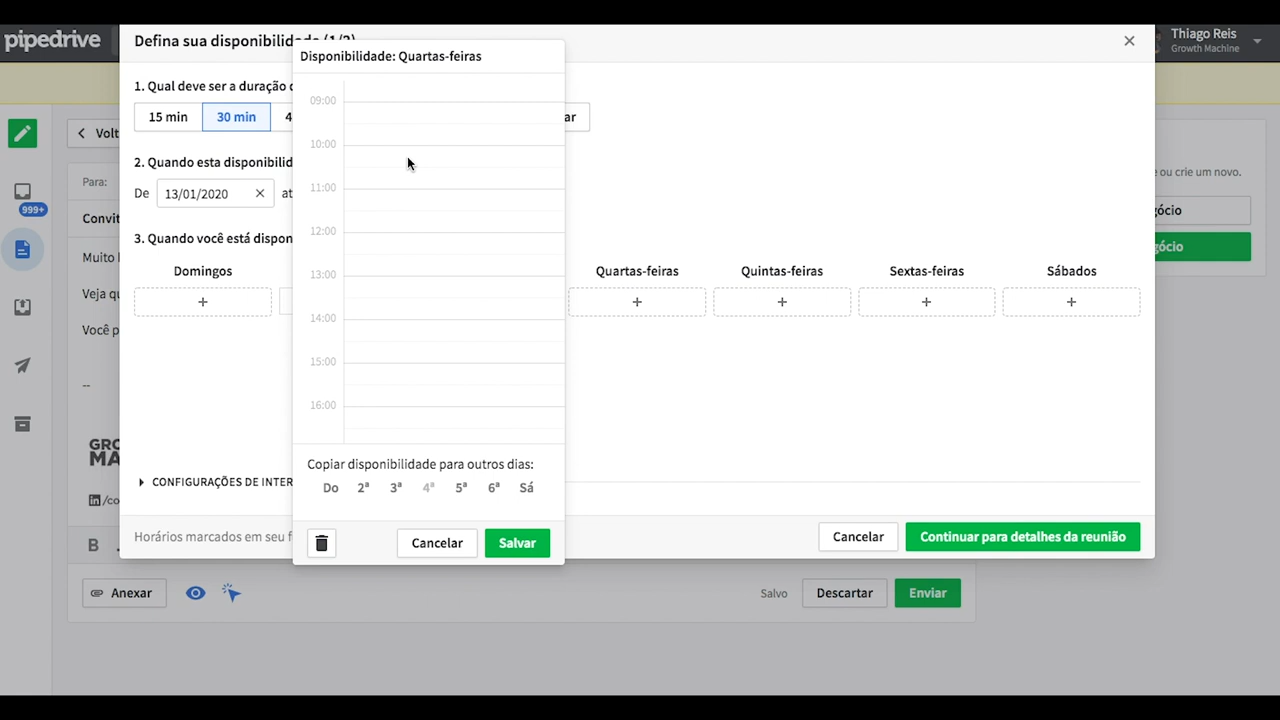 pipedrive
Defina sua disponibilidade (1/2)
Thiago Reis
Growth Machine
Disponibilidade: Quartas-feiras
1. Qual deve ser a duração
15 min
30 min
4
ar
2. Quando esta disponibilid
De
13/01/2020
at
3. Quando você está dispon
Domingos
Quartas-feiras
Quintas-feiras
Sextas-feiras
Sábados
+
+
+
+
+
09:00
10:00
11:00
12:00
13:00
14:00
15:00
16:00
Copiar disponibilidade para outros dias:
Do 2ª 3ª 4ª 5ª 6ª Sá
Cancelar
Salvar
CONFIGURAÇÕES DE INTER
Horários marcados em seu f
Cancelar
Continuar para detalhes da reunião
999+
Volt
Para:
Convit
Muito
Veja qu
Você p
--
GRO
MA
in/co
B
ou crie um novo.
gócio
gócio
Anexar
Salvo
Descartar
Enviar